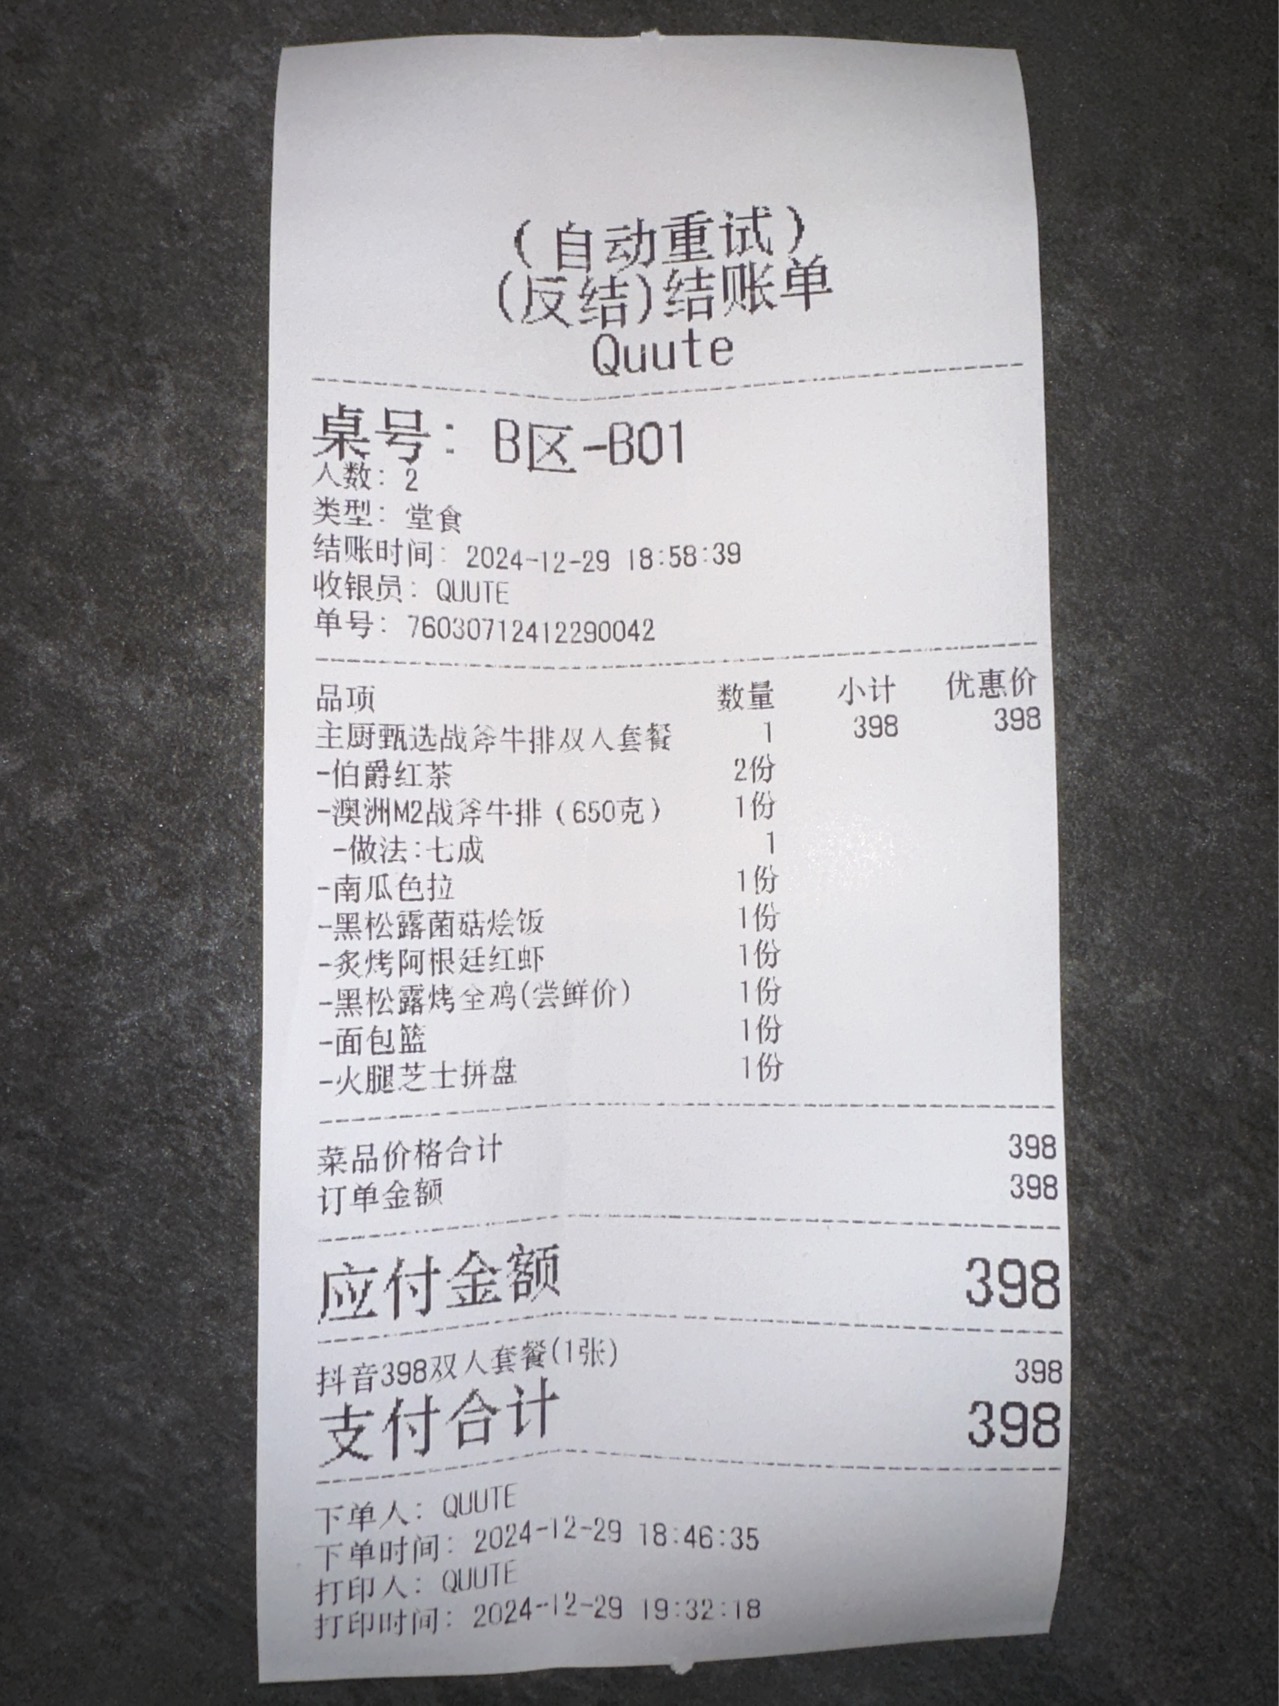 （自动重试）
(反结)结账单
Quute
桌号：B区-B01
人数：2
类型：堂食
结账时间：2024-12-29 18:58:39
收银员：QUUTE
单号：76030712412290042
品项 数量 小计 优惠价
主厨甄选战斧牛排双人套餐 1 398 398
-伯爵红茶 2份
-澳洲M2战斧牛排（650克） 1份
-做法:七成 1
-南瓜色拉 1份
-黑松露菌菇烩饭 1份
-炙烤阿根廷红虾 1份
-黑松露烤全鸡(尝鲜价) 1份
-面包篮 1份
-火腿芝士拼盘 1份
菜品价格合计 398
订单金额 398
应付金额 398
抖音398双人套餐(1张) 398
支付合计 398
下单人：QUUTE
下单时间：2024-12-29 18:46:35
打印人：QUUTE
打印时间：2024-12-29 19:32:18